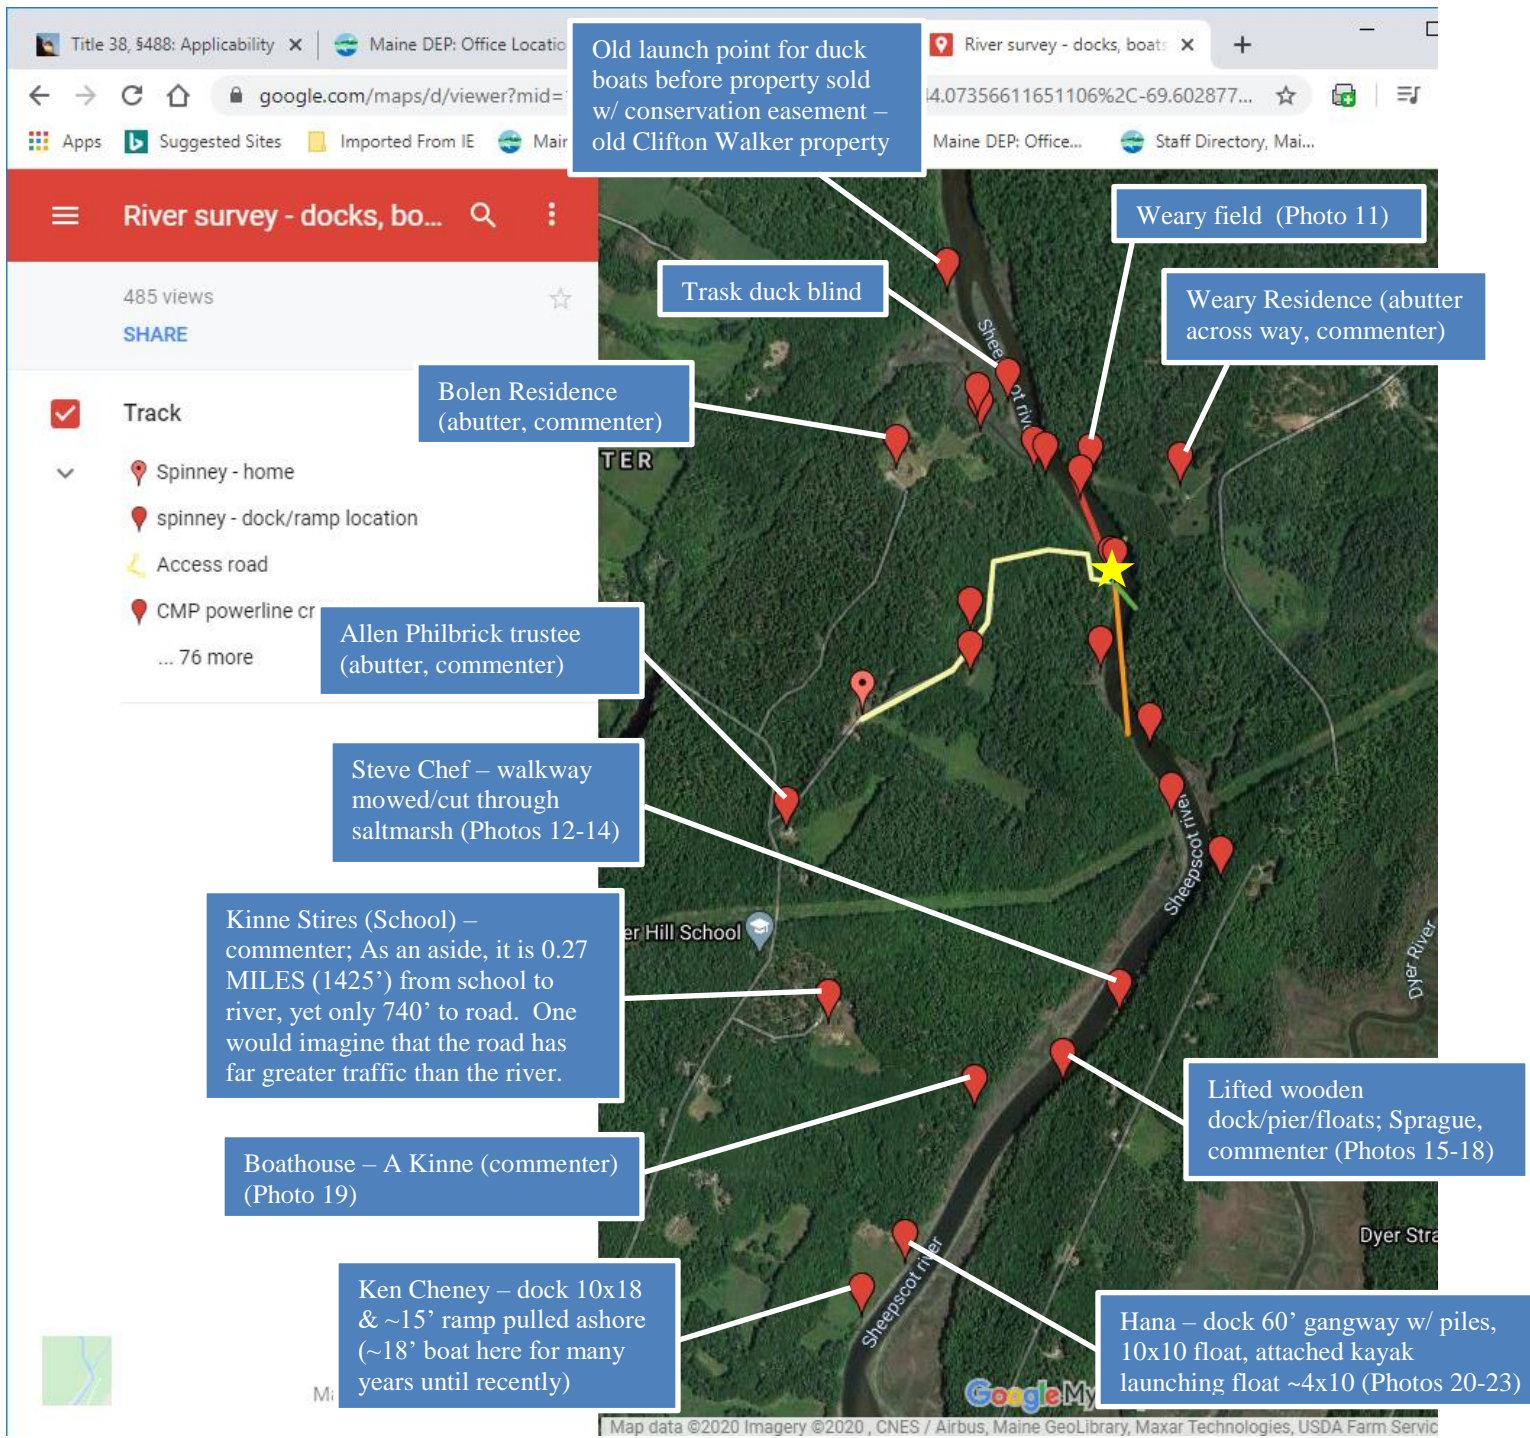 Title 38, §488: Applicability
Maine DEP: Office Locatio
River survey - docks, boats
google.com/maps/d/viewer?mid=
44.07356611651106%2C-69.602877...
Apps
Suggested Sites
Imported From IE
Mair
Maine DEP: Office...
Staff Directory, Mai...
Old launch point for duck
boats before property sold
w/ conservation easement –
old Clifton Walker property
River survey - docks, bo...
485 views
SHARE
Track
Spinney - home
spinney - dock/ramp location
Access road
CMP powerline cr
... 76 more
Weary field (Photo 11)
Trask duck blind
Weary Residence (abutter
across way, commenter)
Bolen Residence
(abutter, commenter)
TER
Sheepscot river
Allen Philbrick trustee
(abutter, commenter)
Steve Chef – walkway
mowed/cut through
saltmarsh (Photos 12-14)
Sheepscot river
Kinne Stires (School) –
commenter; As an aside, it is 0.27
MILES (1425’) from school to
river, yet only 740’ to road. One
would imagine that the road has
far greater traffic than the river.
er Hill School
Dyer River
Lifted wooden
dock/pier/floats; Sprague,
commenter (Photos 15-18)
Boathouse – A Kinne (commenter)
(Photo 19)
Dyer Stra
Sheepscot river
Ken Cheney – dock 10x18
& ~15’ ramp pulled ashore
(~18’ boat here for many
years until recently)
Hana – dock 60’ gangway w/ piles,
10x10 float, attached kayak
launching float ~4x10 (Photos 20-23)
Google My
Map data ©2020 Imagery ©2020 , CNES / Airbus, Maine GeoLibrary, Maxar Technologies, USDA Farm Servic